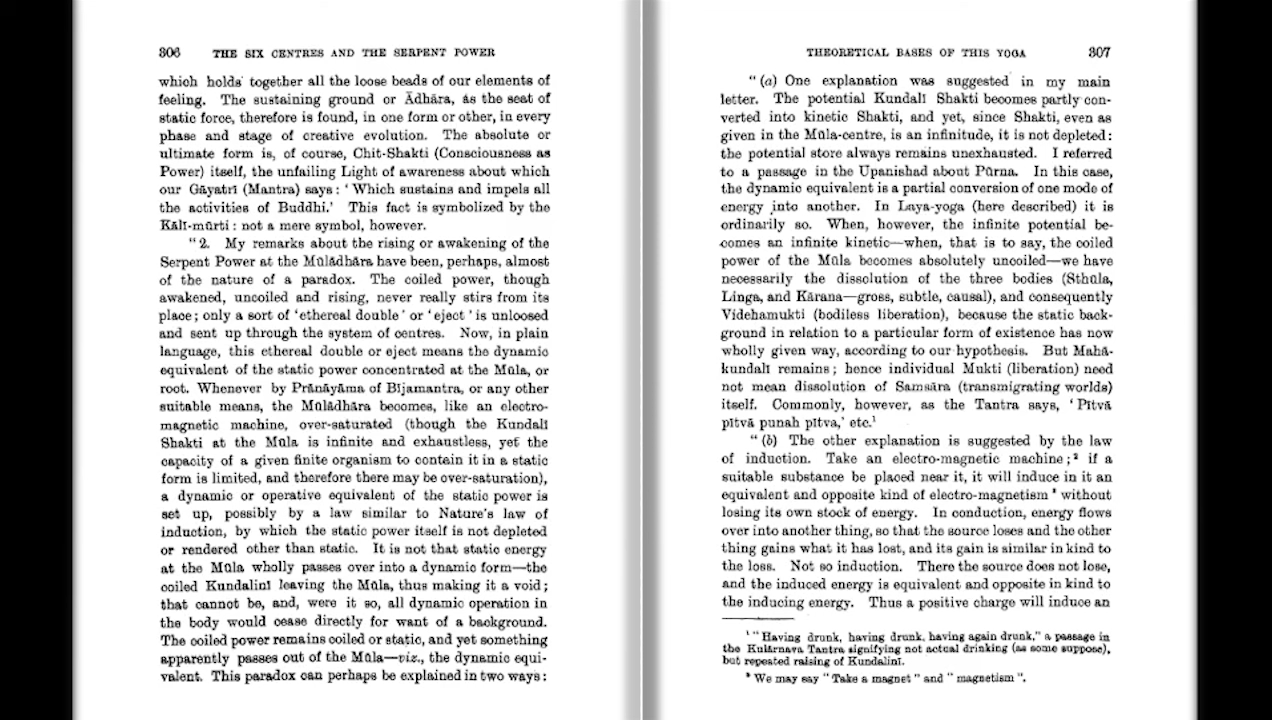 306 THE SIX CENTRES AND THE SERPENT POWER
which holds together all the loose beads of our elements of
feeling. The sustaining ground or Ādhāra, as the seat of
static force, therefore is found, in one form or other, in every
phase and stage of creative evolution. The absolute or
ultimate form is, of course, Chit-Shakti (Consciousness as
Power) itself, the unfailing Light of awareness about which
our Gāyatrī (Mantra) says: ‘Which sustains and impels all
the activities of Buddhi.’ This fact is symbolized by the
Kālī-mūrti: not a mere symbol, however.
“2. My remarks about the rising or awakening of the
Serpent Power at the Mūlādhāra have been, perhaps, almost
of the nature of a paradox. The coiled power, though
awakened, uncoiled and rising, never really stirs from its
place; only a sort of ‘ethereal double’ or ‘eject’ is unloosed
and sent up through the system of centres. Now, in plain
language, this ethereal double or eject means the dynamic
equivalent of the static power concentrated at the Mūla, or
root. Whenever by Prānāyāma of Bījamantra, or any other
suitable means, the Mūlādhāra becomes, like an electro-
magnetic machine, over-saturated (though the Kundalī
Shakti at the Mūla is infinite and exhaustless, yet the
capacity of a given finite organism to contain it in a static
form is limited, and therefore there may be over-saturation),
a dynamic or operative equivalent of the static power is
set up, possibly by a law similar to Nature's law of
induction, by which the static power itself is not depleted
or rendered other than static. It is not that static energy
at the Mūla wholly passes over into a dynamic form—the
coiled Kundalinī leaving the Mūla, thus making it a void;
that cannot be, and, were it so, all dynamic operation in
the body would cease directly for want of a background.
The coiled power remains coiled or static, and yet something
apparently passes out of the Mūla—viz., the dynamic equi-
valent. This paradox can perhaps be explained in two ways:
THEORETICAL BASES OF THIS YOGA 307
“(a) One explanation was suggested in my main
letter. The potential Kundalī Shakti becomes partly con-
verted into kinetic Shakti, and yet, since Shakti, even as
given in the Mūla-centre, is an infinitude, it is not depleted:
the potential store always remains unexhausted. I referred
to a passage in the Upanishad about Pūrna. In this case,
the dynamic equivalent is a partial conversion of one mode of
energy into another. In Laya-yoga (here described) it is
ordinarily so. When, however, the infinite potential be-
comes an infinite kinetic—when, that is to say, the coiled
power of the Mūla becomes absolutely uncoiled—we have
necessarily the dissolution of the three bodies (Sthūla,
Linga, and Kārana—gross, subtle, causal), and consequently
Videhamukti (bodiless liberation), because the static back-
ground in relation to a particular form of existence has now
wholly given way, according to our hypothesis. But Mahā-
kundalī remains; hence individual Mukti (liberation) need
not mean dissolution of Samsāra (transmigrating worlds)
itself. Commonly, however, as the Tantra says, ‘Pītvā
pītvā punah pītva,’ etc.¹
“(b) The other explanation is suggested by the law
of induction. Take an electro-magnetic machine;² if a
suitable substance be placed near it, it will induce in it an
equivalent and opposite kind of electro-magnetism² without
losing its own stock of energy. In conduction, energy flows
over into another thing, so that the source loses and the other
thing gains what it has lost, and its gain is similar in kind to
the loss. Not so induction. There the source does not lose,
and the induced energy is equivalent and opposite in kind to
the inducing energy. Thus a positive charge will induce an
¹ “Having drunk, having drunk, having again drunk,” a passage in
the Kulārnava Tantra signifying not actual drinking (as some suppose),
but repeated raising of Kundalinī.
² We may say “Take a magnet” and “magnetism”.